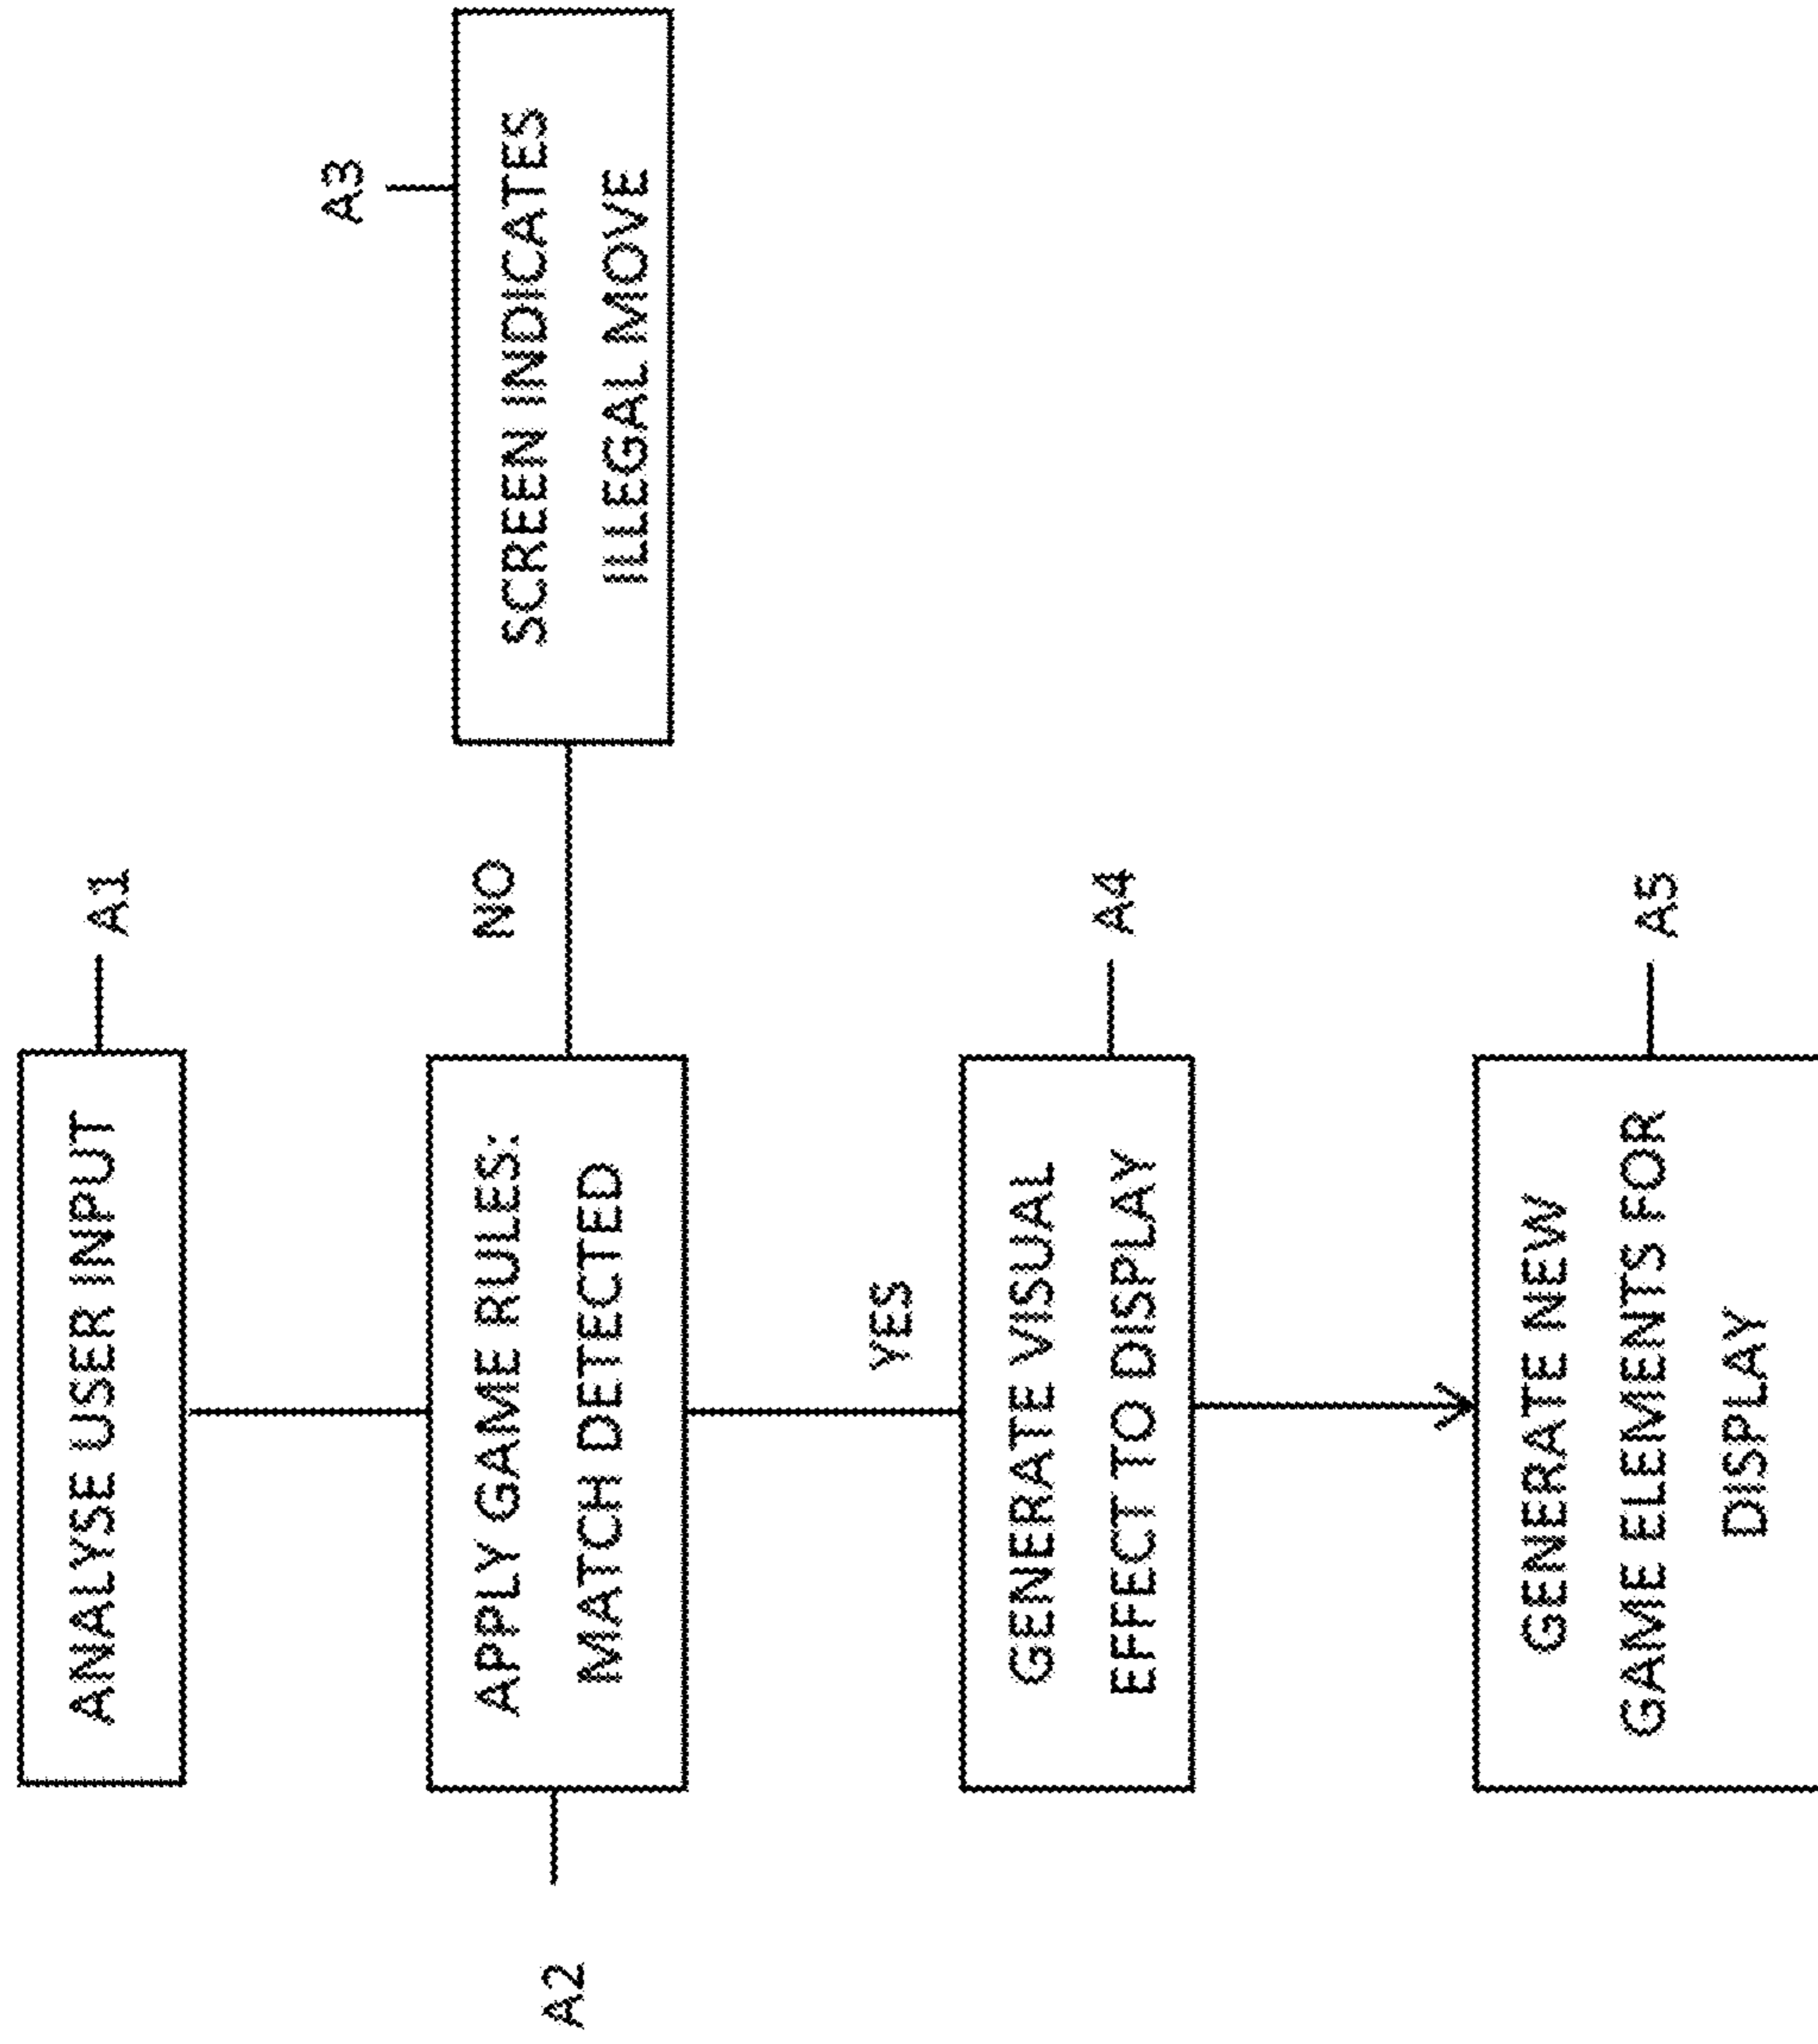 ANALYSE USER INPUT
A1
A2
APPLY GAME RULES:
MATCH DETECTED
NO
A3
SCREEN INDICATES
ILLEGAL MOVE
YES
GENERATE VISUAL
EFFECT TO DISPLAY
A4
GENERATE NEW
GAME ELEMENTS FOR
DISPLAY
A5